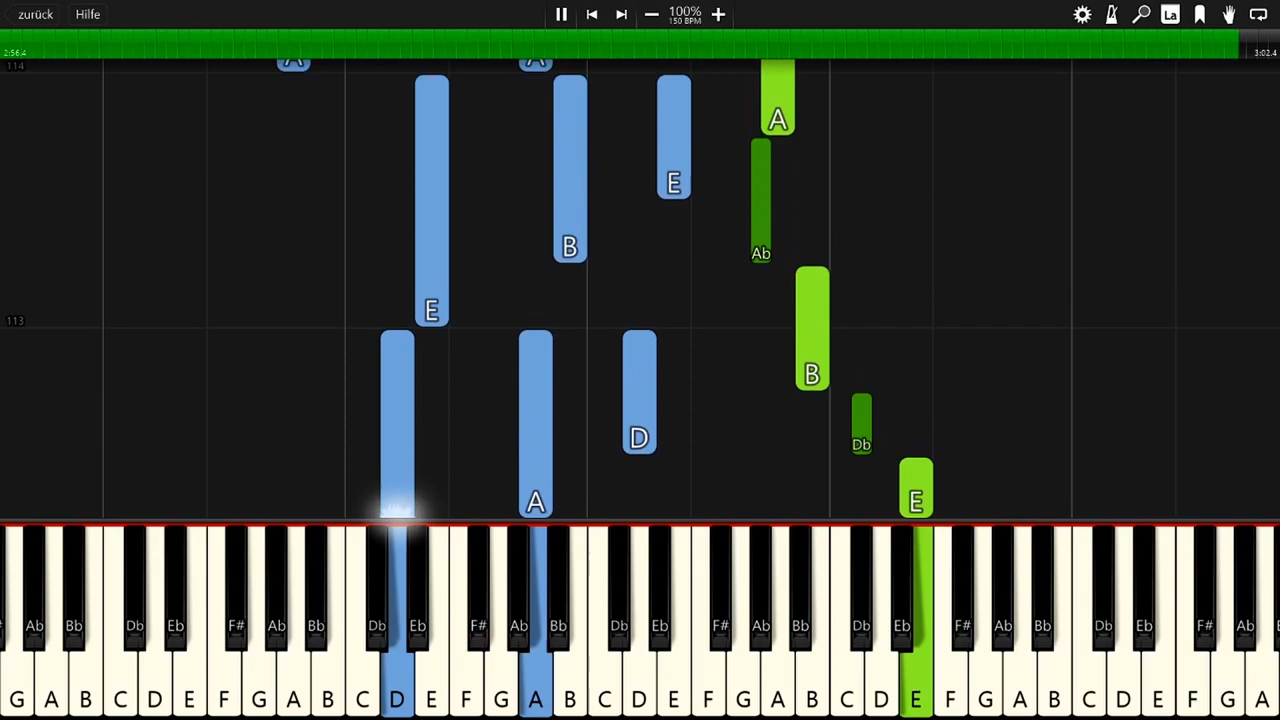 zurück Hilfe 100% La
150 BPM
2:56,4 3:02,4
114 A A
A
E
Ab
B
E
113
B
D
Db
A E
Ab Bb Db Eb F# Ab Bb Db Eb F# Ab Bb Db Eb F# Ab Bb Db Eb F# Ab Bb Db Eb F# Ab
G A B C D E F G A B C D E F G A B C D E F G A B C D E F G A B C D E F G A